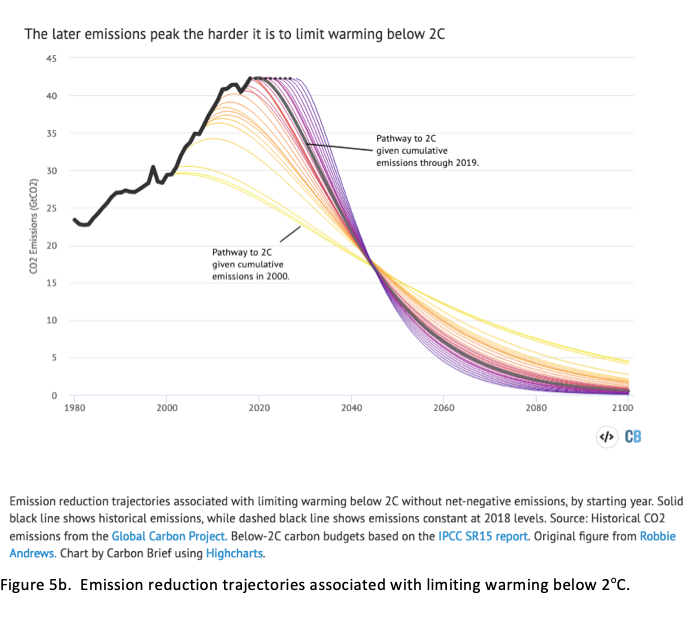 The later emissions peak the harder it is to limit warming below 2C
45
40
35
30
25
20
15
10
5
0
CO2 Emissions (GtCO2)
Pathway to 2C
given cumulative
emissions through 2019.
Pathway to 2C
given cumulative
emissions in 2000.
1980
2000
2020
2040
2060
2080
2100
</> CB
Emission reduction trajectories associated with limiting warming below 2C without net-negative emissions, by starting year. Solid
black line shows historical emissions, while dashed black line shows emissions constant at 2018 levels. Source: Historical CO2
emissions from the Global Carbon Project. Below-2C carbon budgets based on the IPCC SR15 report. Original figure from Robbie
Andrews. Chart by Carbon Brief using Highcharts.
Figure 5b.  Emission reduction trajectories associated with limiting warming below 2°C.